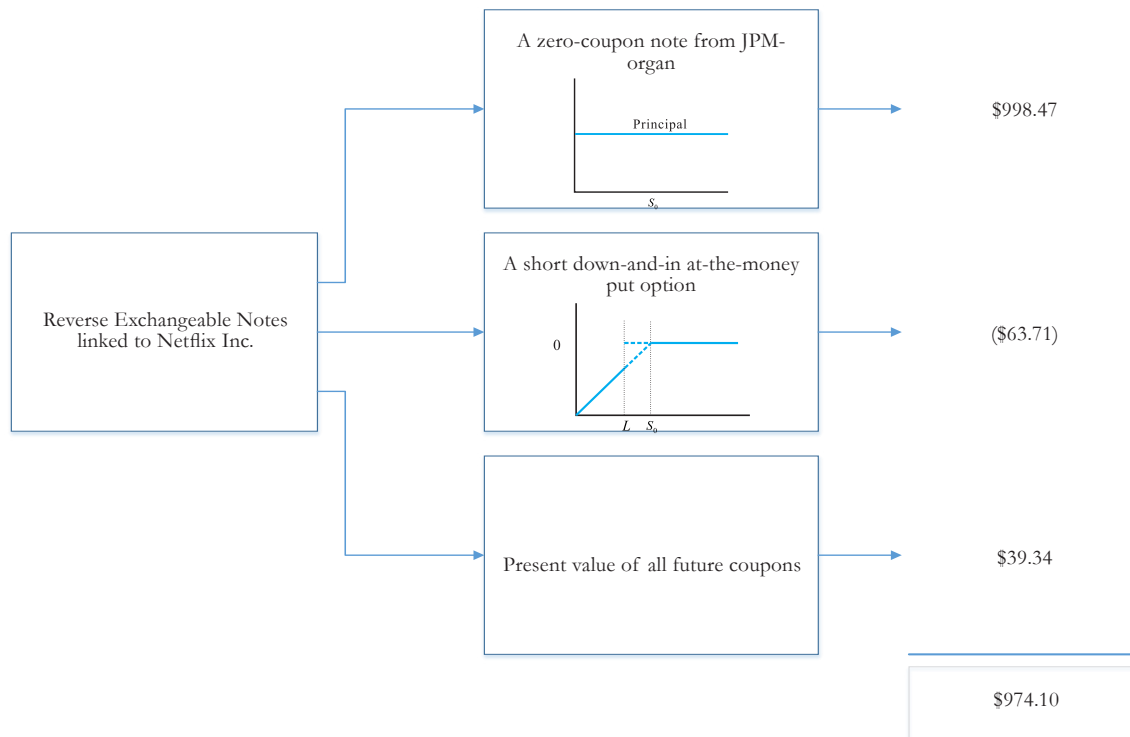 A zero-coupon note from JPM-
organ
Principal
S₀
$998.47
Reverse Exchangeable Notes
linked to Netflix Inc.
A short down-and-in at-the-money
put option
0
L S₀
($63.71)
Present value of all future coupons
$39.34
$974.10